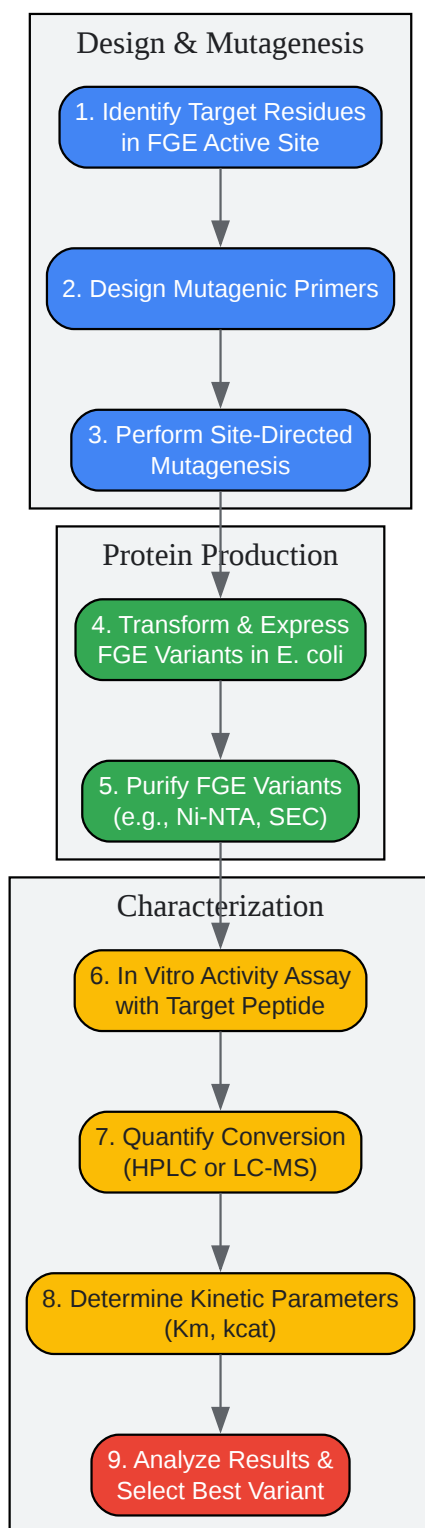 Design & Mutagenesis
1. Identify Target Residues
in FGE Active Site
2. Design Mutagenic Primers
3. Perform Site-Directed
Mutagenesis
Protein Production
4. Transform & Express
FGE Variants in E. coli
5. Purify FGE Variants
(e.g., Ni-NTA, SEC)
Characterization
6. In Vitro Activity Assay
with Target Peptide
7. Quantify Conversion
(HPLC or LC-MS)
8. Determine Kinetic Parameters
(Km, kcat)
9. Analyze Results &
Select Best Variant